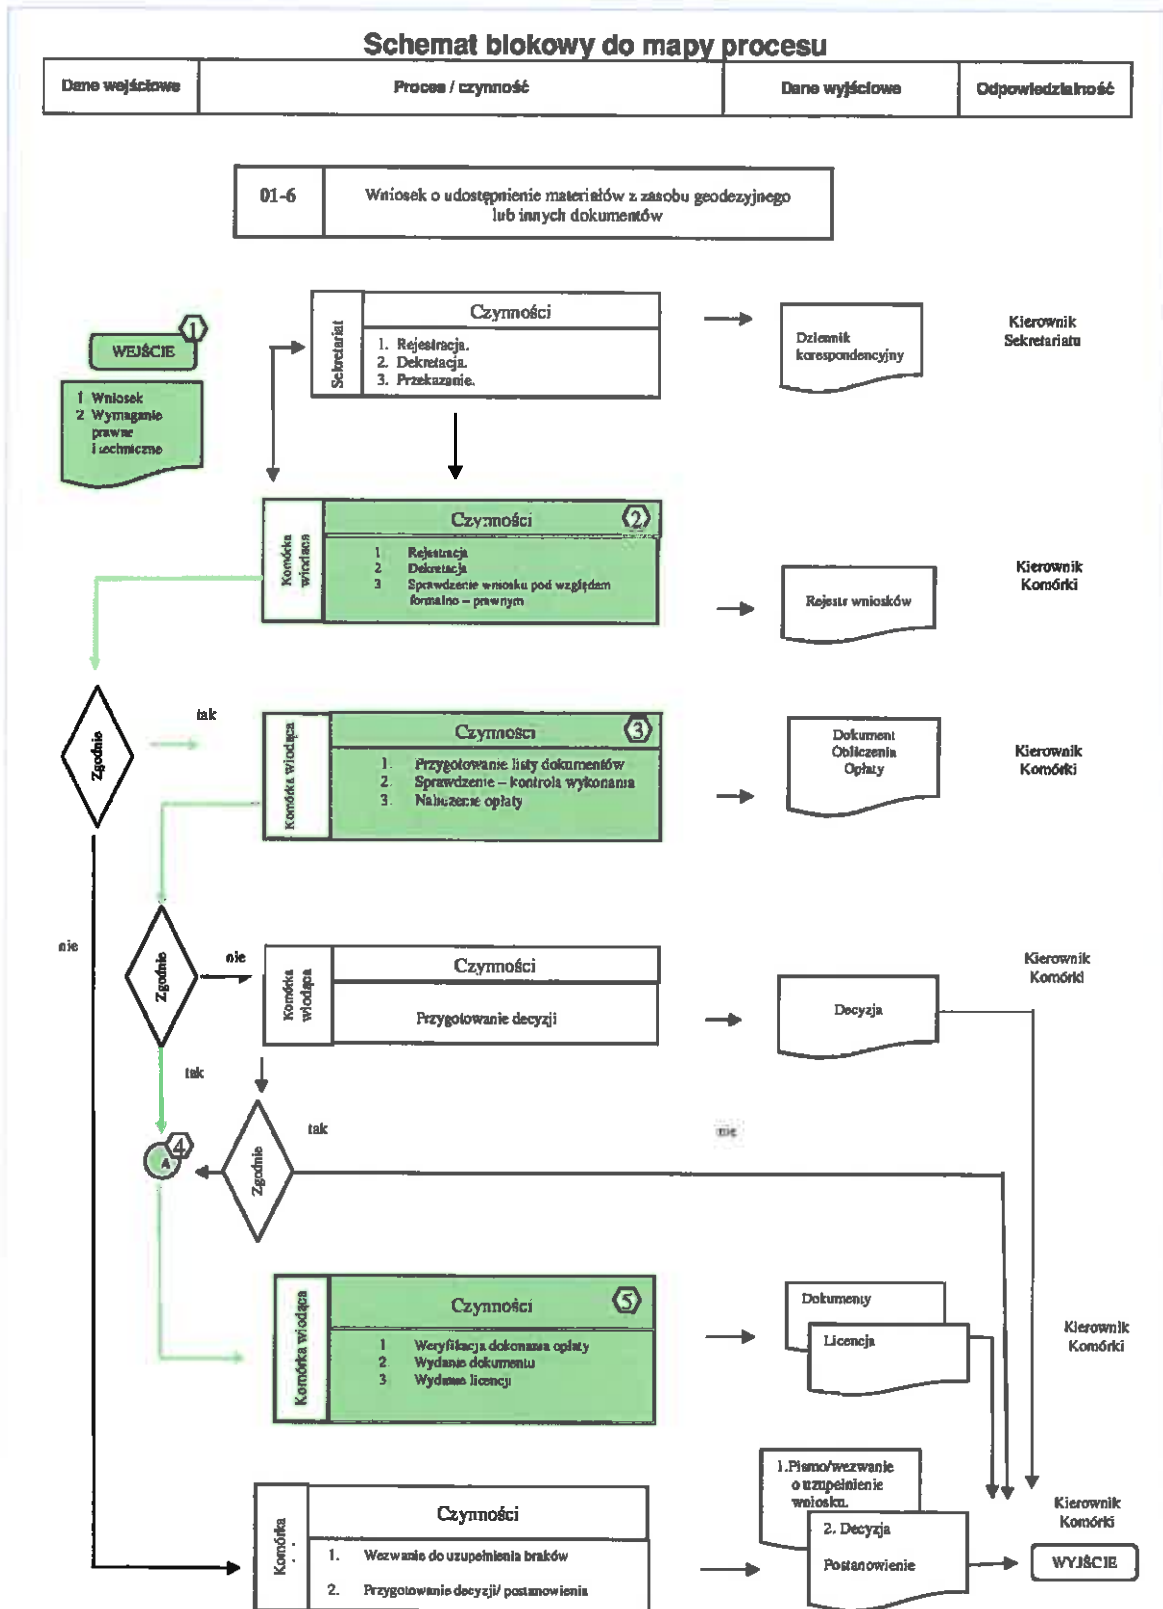 Schemat blokowy do mapy procesu
Dane wejściowe
Proces / czynność
Dane wyjściowe
Odpowiedzialność
01-6
Wniosek o udostępnienie materiałów z zasobu geodezyjnego
lub innych dokumentów
1
WEJŚCIE
1 Wniosek
2 Wymaganie
prawne
i techniczne
Sekretariat
Czynności
1. Rejestracja.
2. Dekretacja.
3. Przekazanie.
Dziennik
korespondencyjny
Kierownik
Sekretariatu
Komórka
wiodąca
Czynności
2
1 Rejestracja
2 Dekretacja
3 Sprawdzenie wniosku pod względem
formalno – prawnym
Rejestr wniosków
Kierownik
Komórki
Zgodnie
tak
Komórka wiodąca
Czynności
3
1. Przygotowanie listy dokumentów
2. Sprawdzenie – kontrola wykonania
3. Naliczenie opłaty
Dokument
Obliczenia
Opłaty
Kierownik
Komórki
nie
Zgodnie
nie
Komórka
wiodąca
Czynności
Przygotowanie decyzji
Decyzja
Kierownik
Komórki
tak
4
A
Zgodnie
tak
nie
Komórka wiodąca
Czynności
5
1 Weryfikacja dokonania opłaty
2 Wydanie dokumentu
3 Wydanie licencji
Dokumenty
Licencja
Kierownik
Komórki
Komórka
Czynności
1. Wezwanie do uzupełnienia braków
2. Przygotowanie decyzji/ postanowienia
1.Pismo/wezwanie
o uzupełnienie
wniosku.
2. Decyzja
Postanowienie
Kierownik
Komórki
WYJŚCIE